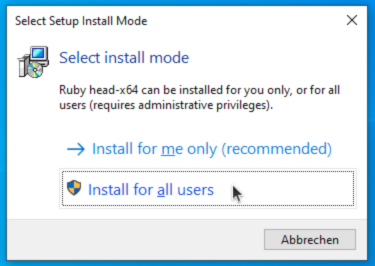 Select Setup Install Mode
Select install mode
Ruby head-x64 can be installed for you only, or for all
users (requires administrative privileges).
Install for me only (recommended)
Install for all users
Abbrechen